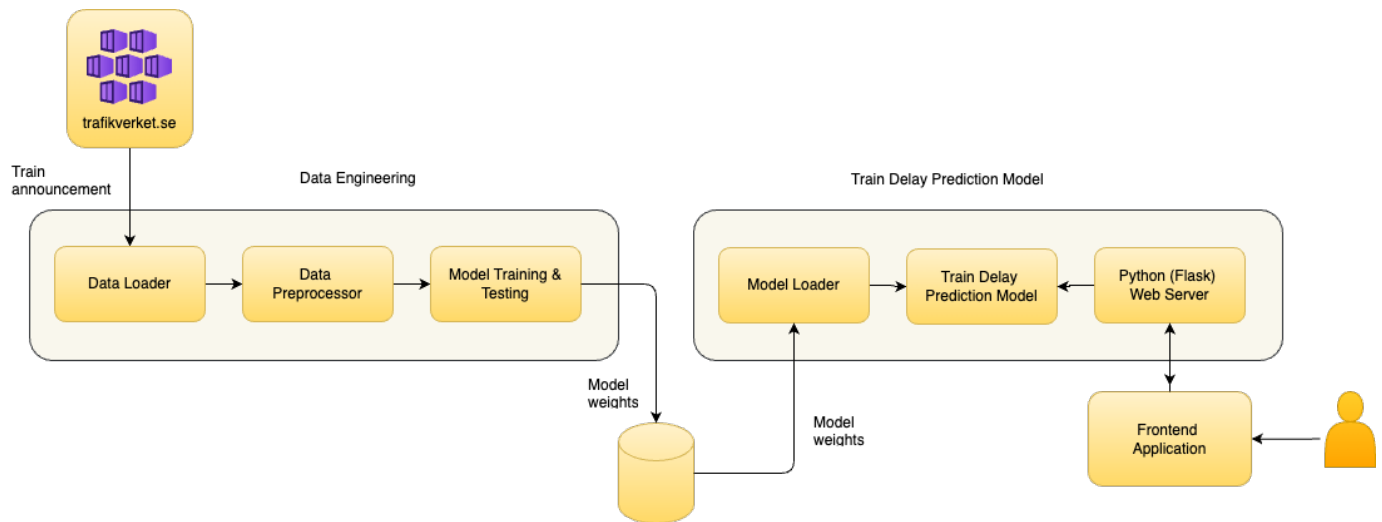 trafikverket.se
Train
announcement
Data Engineering
Data Loader
Data
Preprocessor
Model Training &
Testing
Model
weights
Train Delay Prediction Model
Model Loader
Train Delay
Prediction Model
Python (Flask)
Web Server
Model
weights
Frontend
Application